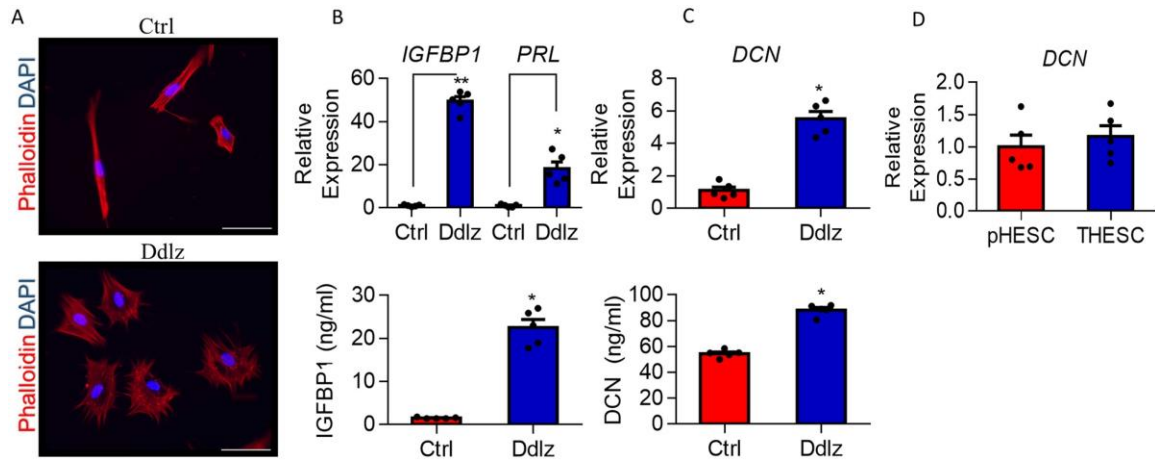 A
Ctrl
Phalloidin DAPI
Ddlz
Phalloidin DAPI
B
IGFBP1 PRL
Relative
Expression
60
40
20
0
**
*
Ctrl Ddlz Ctrl Ddlz
IGFBP1 (ng/ml)
30
20
10
0
*
Ctrl Ddlz
C
DCN
Relative
Expression
8
6
4
2
0
*
Ctrl Ddlz
DCN (ng/ml)
100
80
60
40
20
0
*
Ctrl Ddlz
D
DCN
Relative
Expression
2.0
1.5
1.0
0.5
0.0
pHESC THESC